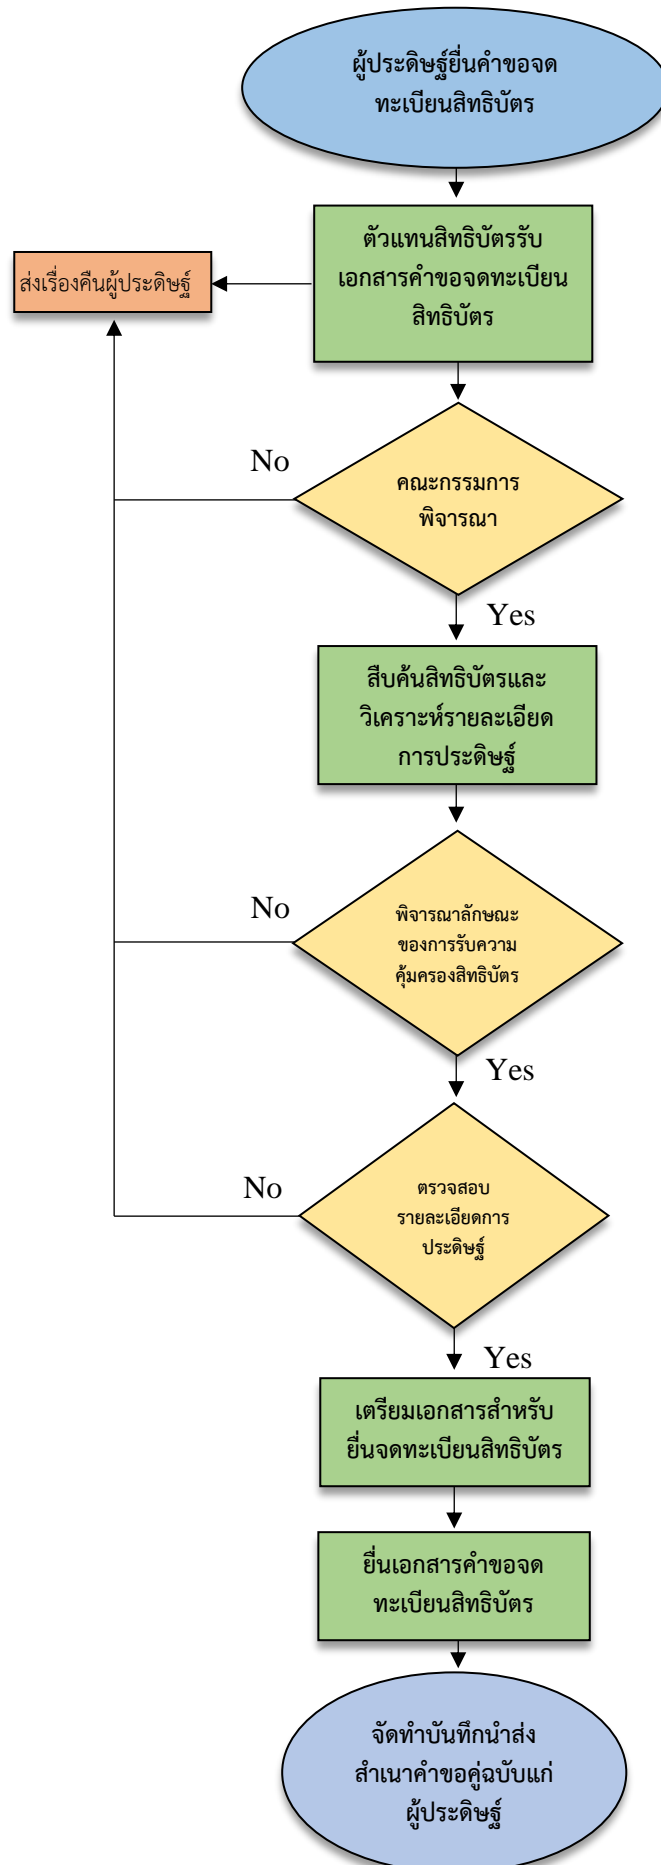 ผู้ประดิษฐ์ยื่นคำขอจด
ทะเบียนสิทธิบัตร
ตัวแทนสิทธิบัตรรับ
เอกสารคำขอจดทะเบียน
สิทธิบัตร
ส่งเรื่องคืนผู้ประดิษฐ์
No
คณะกรรมการ
พิจารณา
Yes
สืบค้นสิทธิบัตรและ
วิเคราะห์รายละเอียด
การประดิษฐ์
No
พิจารณาลักษณะ
ของการรับความ
คุ้มครองสิทธิบัตร
Yes
No
ตรวจสอบ
รายละเอียดการ
ประดิษฐ์
Yes
เตรียมเอกสารสำหรับ
ยื่นจดทะเบียนสิทธิบัตร
ยื่นเอกสารคำขอจด
ทะเบียนสิทธิบัตร
จัดทำบันทึกนำส่ง
สำเนาคำขอคู่ฉบับแก่
ผู้ประดิษฐ์